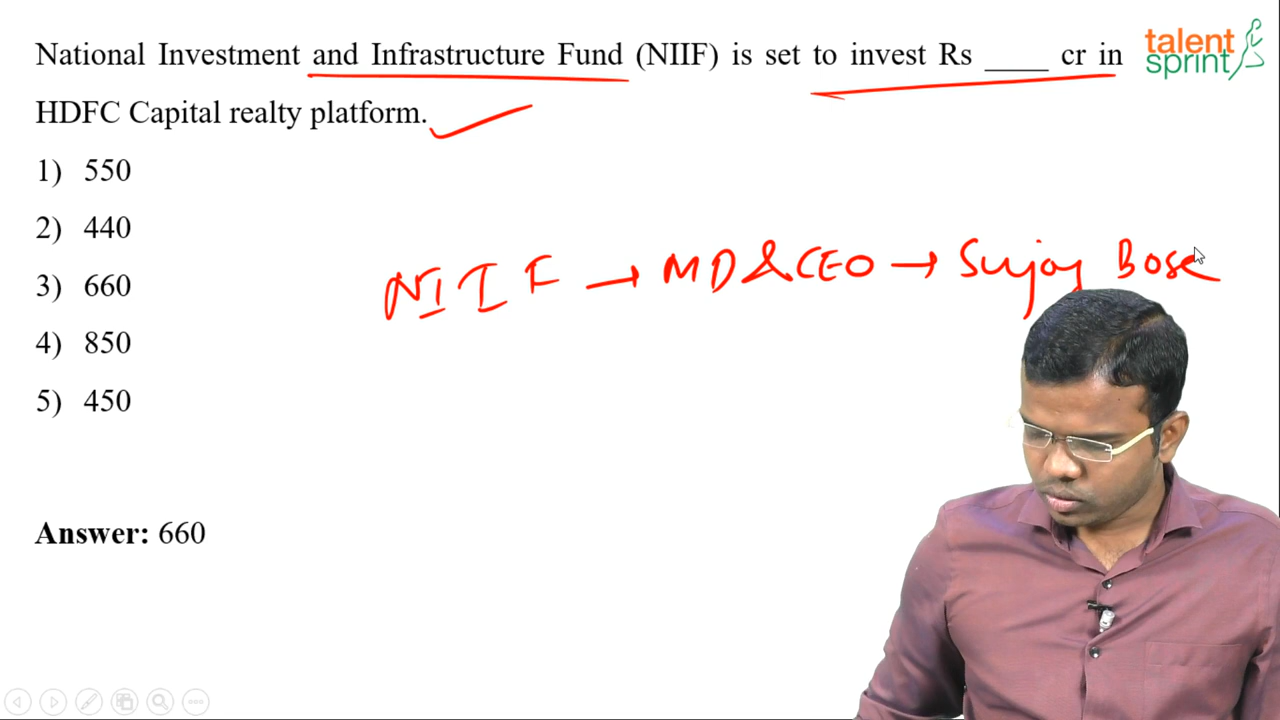 National Investment and Infrastructure Fund (NIIF) is set to invest Rs ____ cr in
HDFC Capital realty platform.
talent
sprint
1) 550
2) 440
3) 660
4) 850
5) 450
NIIF → MD & CEO → Sujoy Bose
Answer: 660